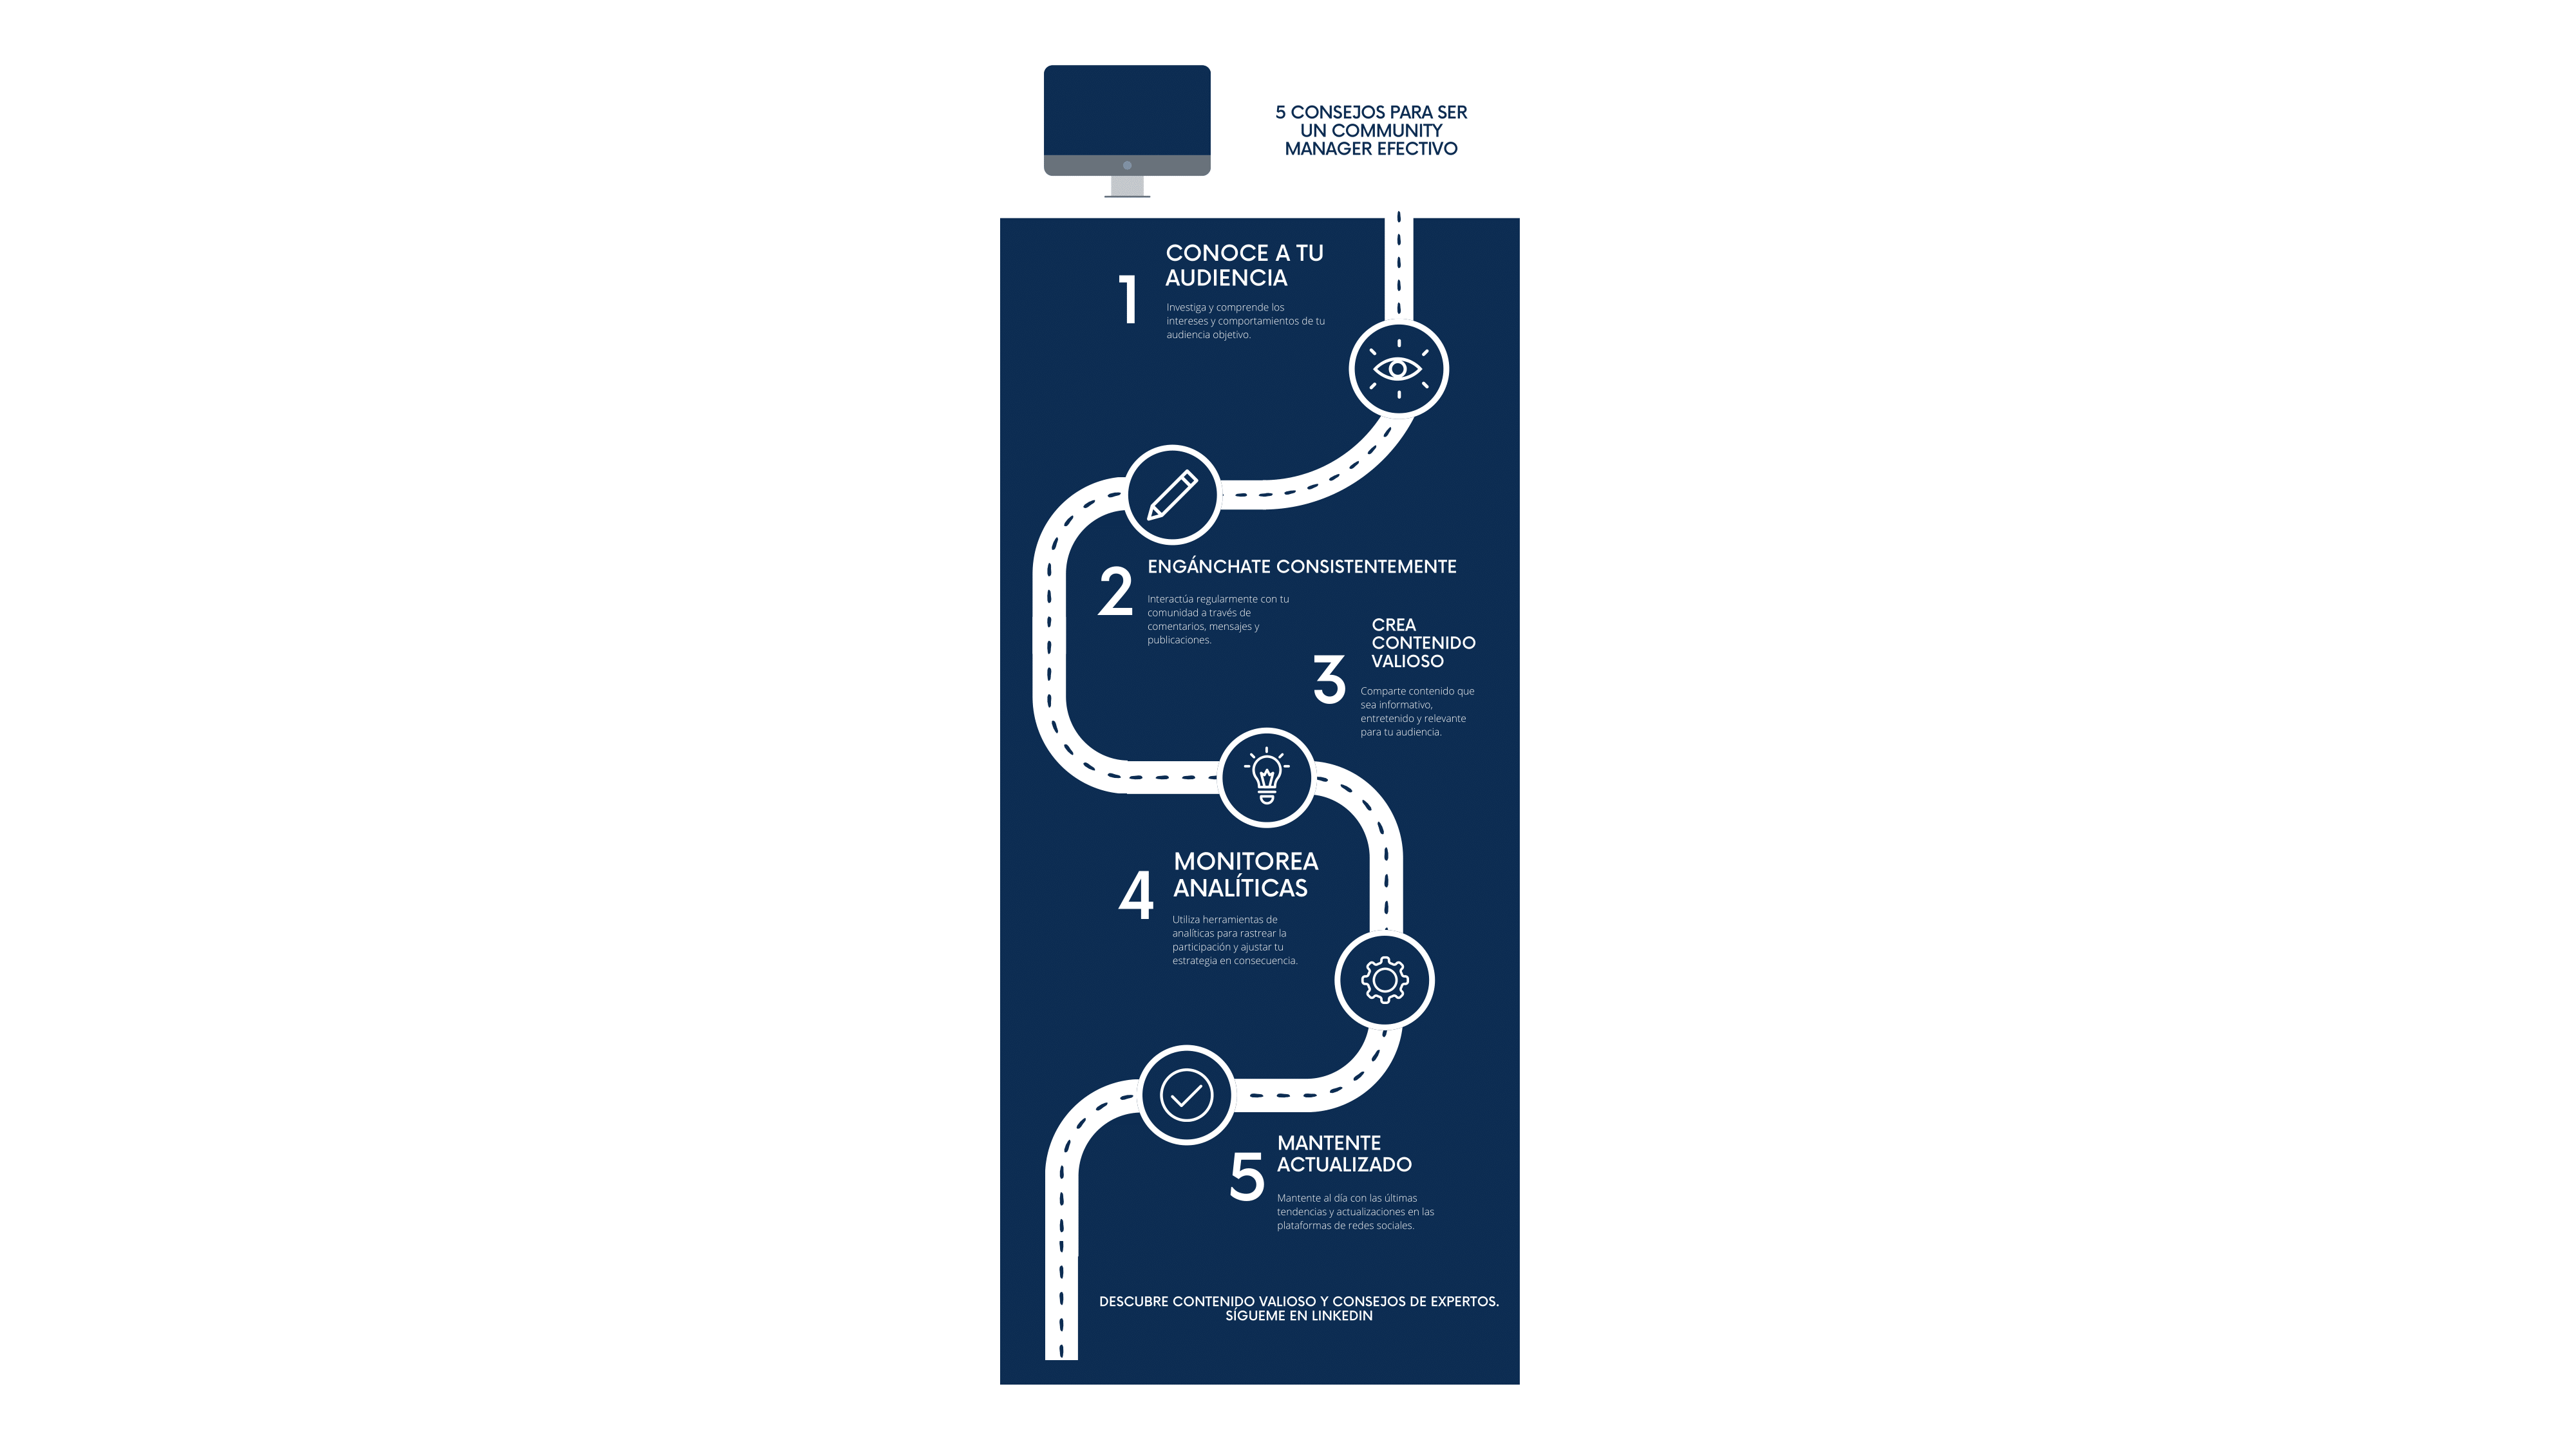 5 CONSEJOS PARA SER
UN COMMUNITY
MANAGER EFECTIVO
1
CONOCE A TU
AUDIENCIA
Investiga y comprende los
intereses y comportamientos de tu
audiencia objetivo.
2
ENGÁNCHATE CONSISTENTEMENTE
Interactúa regularmente con tu
comunidad a través de
comentarios, mensajes y
publicaciones.
3
CREA
CONTENIDO
VALIOSO
Comparte contenido que
sea informativo,
entretenido y relevante
para tu audiencia.
4
MONITOREA
ANALÍTICAS
Utiliza herramientas de
analíticas para rastrear la
participación y ajustar tu
estrategia en consecuencia.
5
MANTENTE
ACTUALIZADO
Mantente al día con las últimas
tendencias y actualizaciones en las
plataformas de redes sociales.
DESCUBRE CONTENIDO VALIOSO Y CONSEJOS DE EXPERTOS.
SÍGUEME EN LINKEDIN